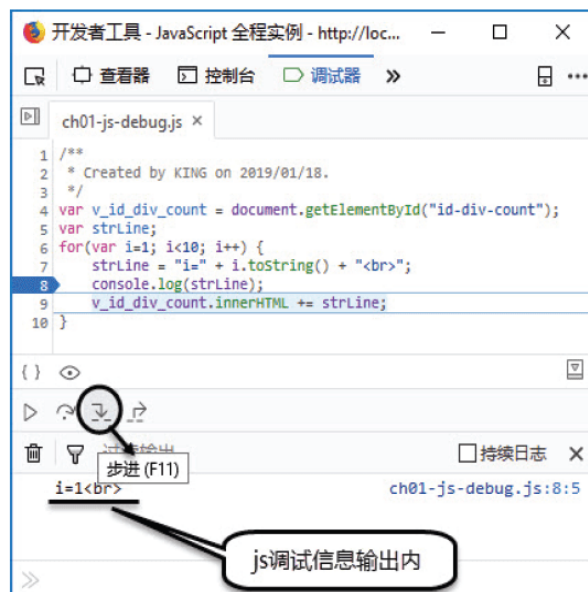 开发者工具 - JavaScript 全程实例 - http://loc...
查看器 控制台 调试器 »
ch01-js-debug.js ×
1 /**
2 * Created by KING on 2019/01/18.
3 */
4 var v_id_div_count = document.getElementById("id-div-count");
5 var strLine;
6 for(var i=1; i<10; i++) {
7 strLine = "i=" + i.toString() + "<br>";
8 console.log(strLine);
9 v_id_div_count.innerHTML += strLine;
10 }
{ }
持续日志 ×
步进 (F11)
i=1<br> ch01-js-debug.js:8:5
js调试信息输出内
»